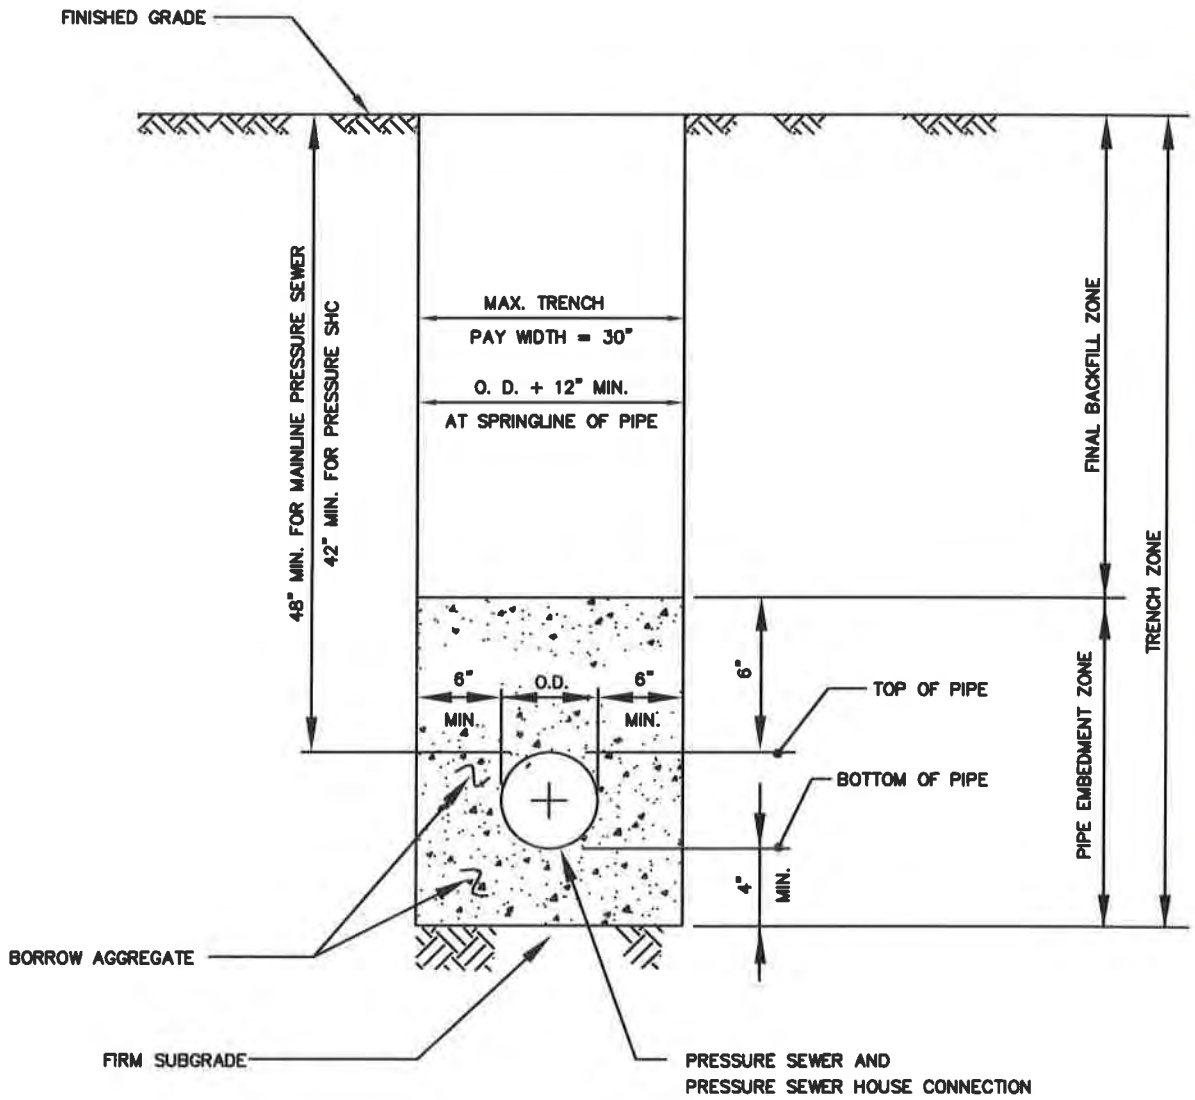 FINISHED GRADE
48" MIN. FOR MAINLINE PRESSURE SEWER
42" MIN. FOR PRESSURE SHC
MAX. TRENCH
PAY WIDTH = 30"
O. D. + 12" MIN.
AT SPRINGLINE OF PIPE
FINAL BACKFILL ZONE
TRENCH ZONE
PIPE EMBEDMENT ZONE
6"
MIN.
O.D.
6"
MIN.
6"
TOP OF PIPE
BOTTOM OF PIPE
4"
MIN.
BORROW AGGREGATE
FIRM SUBGRADE
PRESSURE SEWER AND
PRESSURE SEWER HOUSE CONNECTION